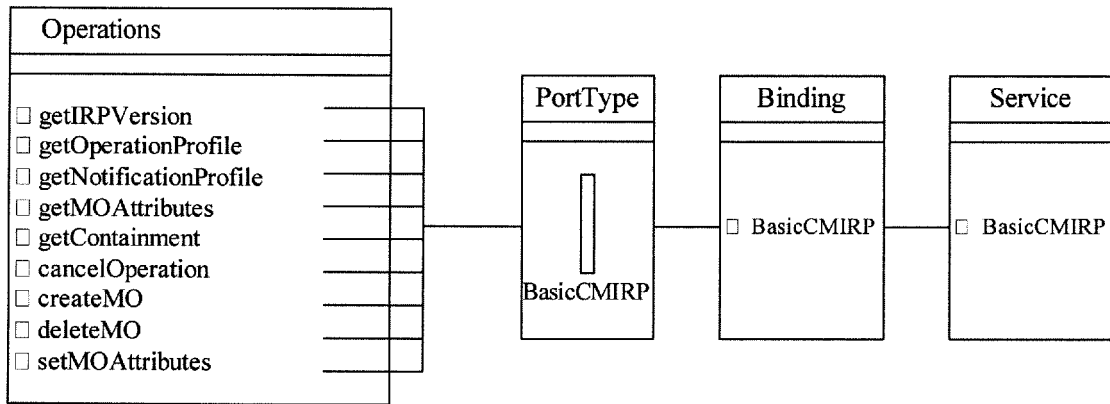 Operations
getIRPVersion
getOperationProfile
getNotificationProfile
getMOAttributes
getContainment
cancelOperation
createMO
deleteMO
setMOAttributes
PortType
BasicCMIRP
Binding
BasicCMIRP
Service
BasicCMIRP